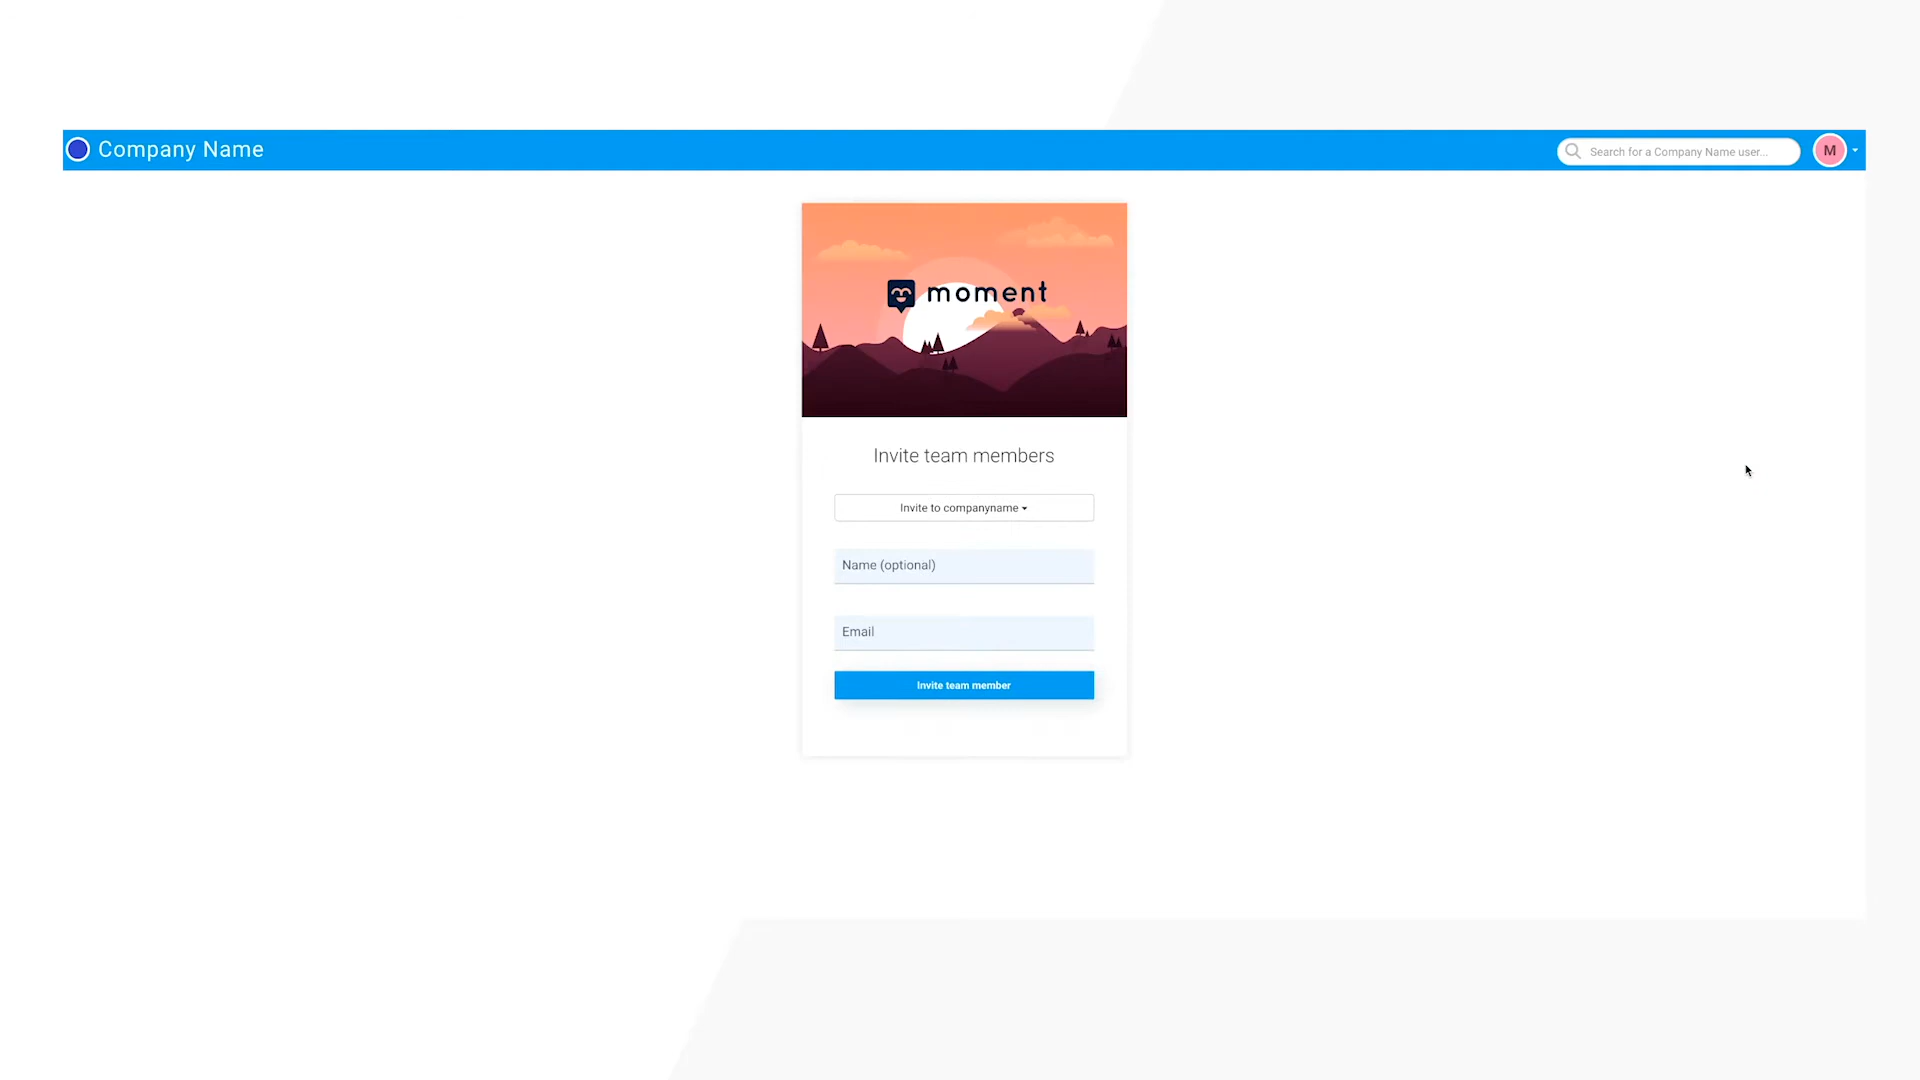 Company Name
Search for a Company Name user...
M
moment
Invite team members
Invite to companyname
Name (optional)
Email
Invite team member